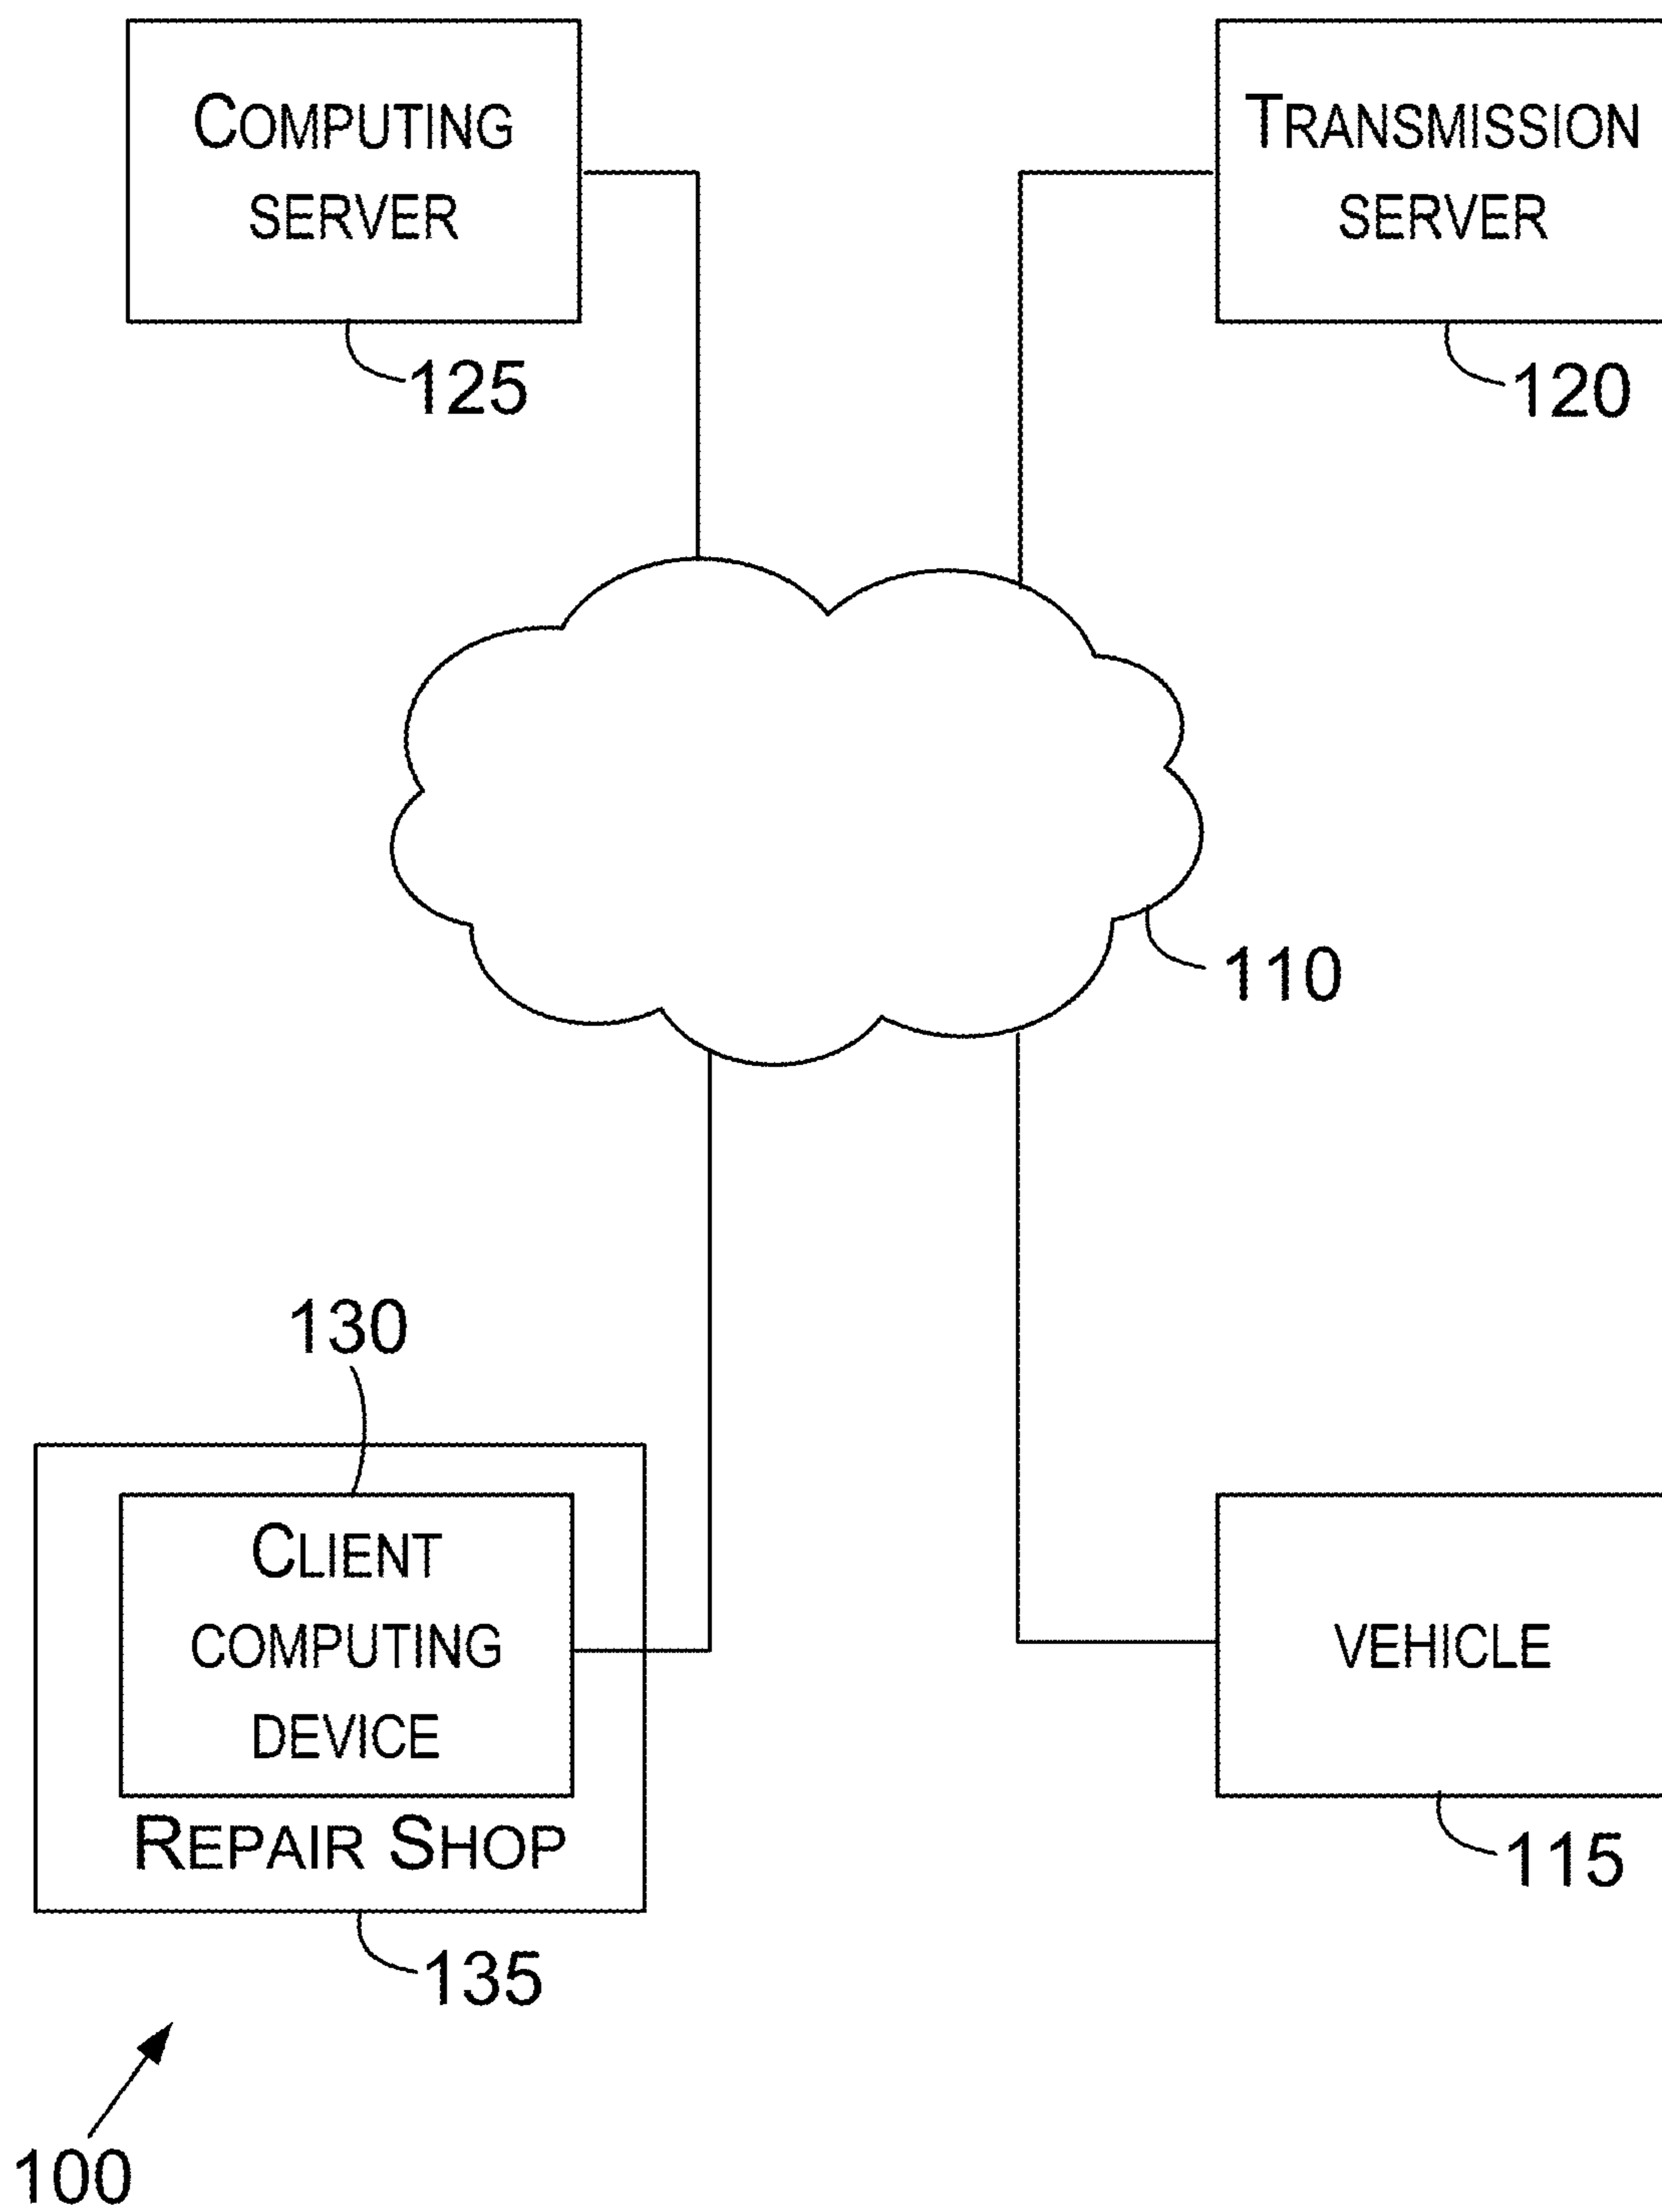 COMPUTING
SERVER
125
TRANSMISSION
SERVER
120
110
130
CLIENT
COMPUTING
DEVICE
REPAIR SHOP
135
VEHICLE
115
100